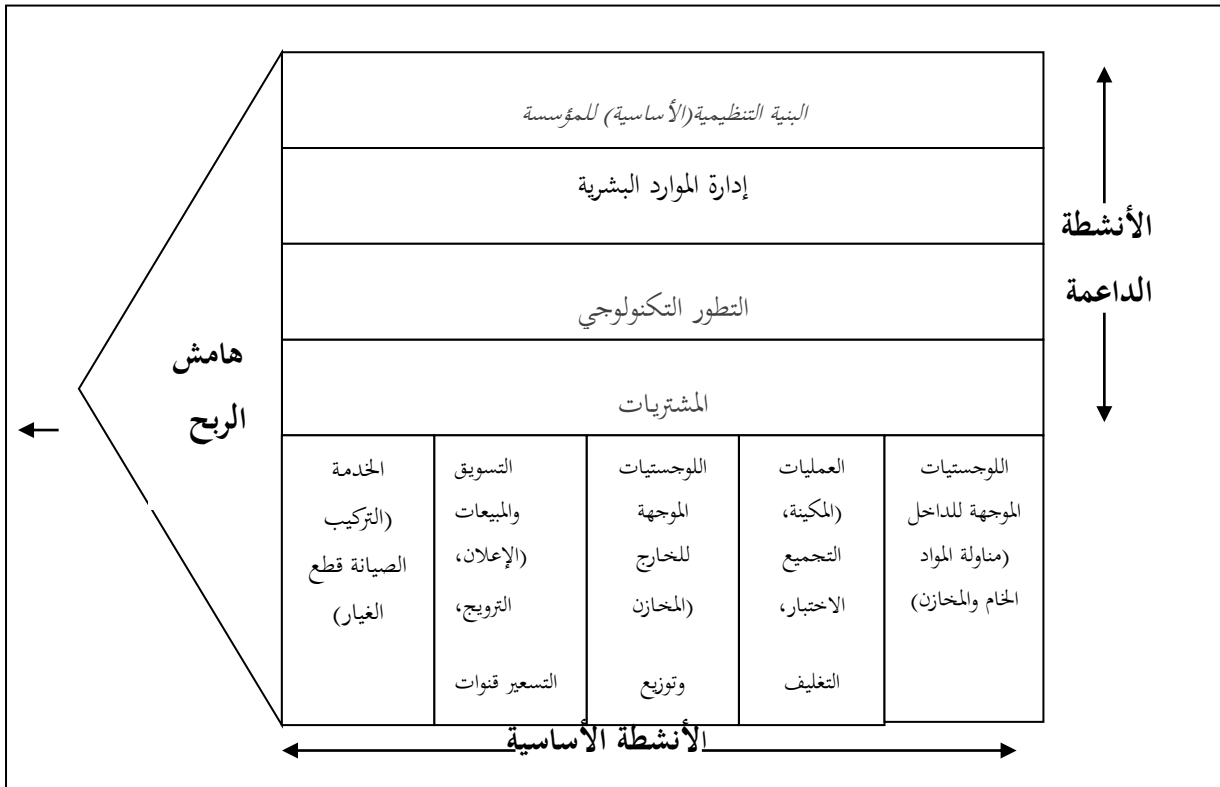 البنية التنظيمية(الأساسية) للمؤسسة
إدارة الموارد البشرية
التطور التكنولوجي
المشتريات
الأنشطة
الداعمة
هامش
الربح
اللوجستيات
الموجهة للداخل
(مناولة المواد
الخام والمخازن)
العمليات
(المكينة،
التجميع
الاختبار،
التغليف
اللوجستيات
الموجهة
للخارج
(المخازن
وتوزيع
التسويق
والمبيعات
(الإعلان،
الترويج،
التسعير قنوات
الخدمة
(التركيب
الصيانة قطع
الغيار)
الأنشطة الأساسية